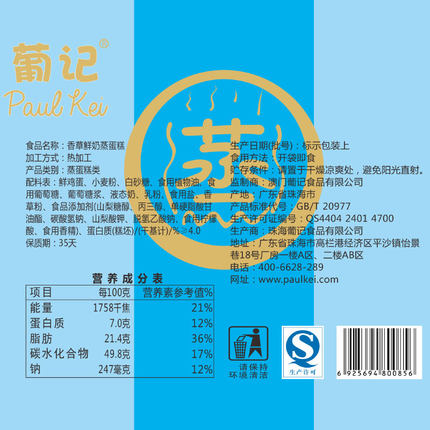 葡记®
Paul Kei
蒸
食品名称：香草鲜奶蒸蛋糕
加工方式：热加工
产品类别：蒸蛋糕类
配料表：鲜鸡蛋、小麦粉、白砂糖、食用植物油、食
用葡萄糖、葡萄糖浆、液态奶、乳粉、食用盐、香
草粉、食品添加剂(山梨糖醇、丙三醇、单硬脂酸甘
油酯、碳酸氢钠、山梨酸钾、脱氢乙酸钠、食用柠檬
酸、食用香精)、蛋白质(糕坯)/(干基计)/%≥4.0
保质期：35天
生产日期(批号)：标示包装上
食用方法：开袋即食
贮存条件：请置于干燥凉爽处，避免阳光直射。
监制商：澳门葡记食品有限公司
产地：广东省珠海市
产品标准代号：GB/T 20977
生产许可证编号：QS4404 2401 4700
生产商：珠海葡记食品有限公司
地址：广东省珠海市高栏港经济区平沙镇怡景
巷18号厂房一楼A区、二楼AB区
电话：400-6628-289
网址：www.paulkei.com
营养成分表
项目 每100克 营养素参考值%
能量 1758千焦 21%
蛋白质 7.0克 12%
脂肪 21.4克 36%
碳水化合物 49.8克 17%
钠 247毫克 12%
请保持
环境清洁
QS
生产许可
6 925694 800856